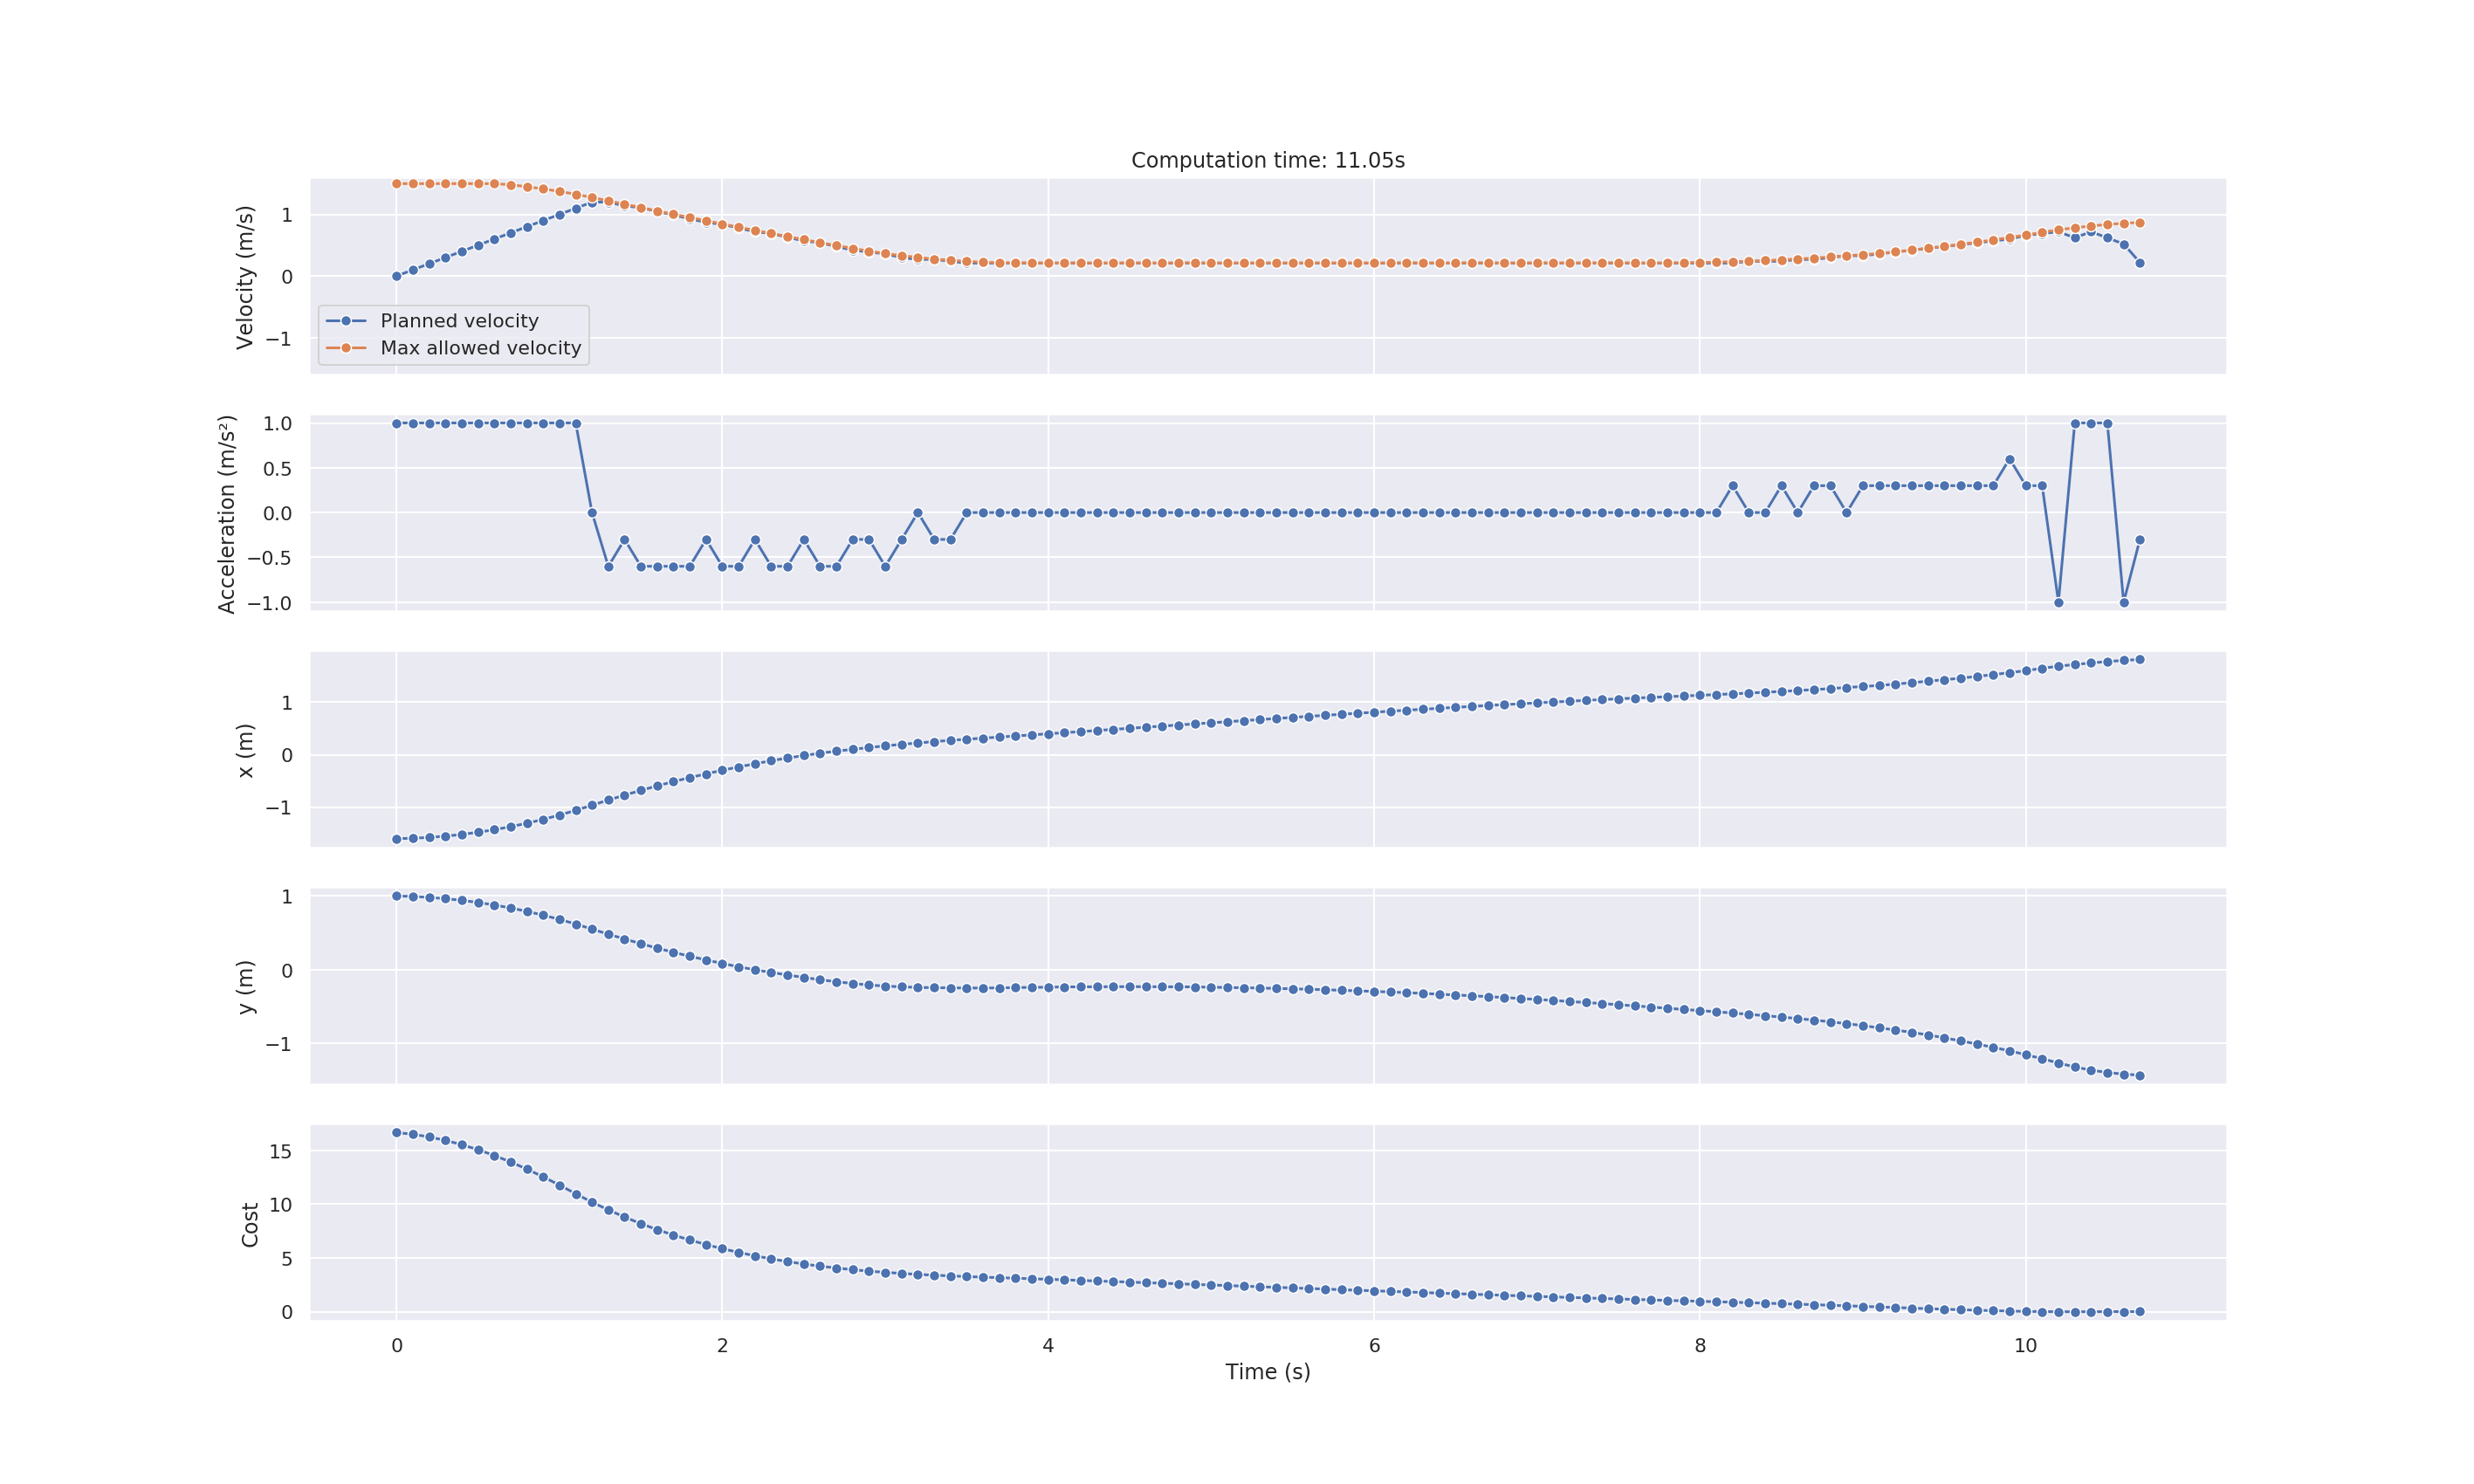 Computation time: 11.05s
Velocity (m/s)
1
0
−1
Planned velocity
Max allowed velocity
Acceleration (m/s²)
1.0
0.5
0.0
−0.5
−1.0
x (m)
1
0
−1
y (m)
1
0
−1
Cost
15
10
5
0
0 2 4 6 8 10
Time (s)